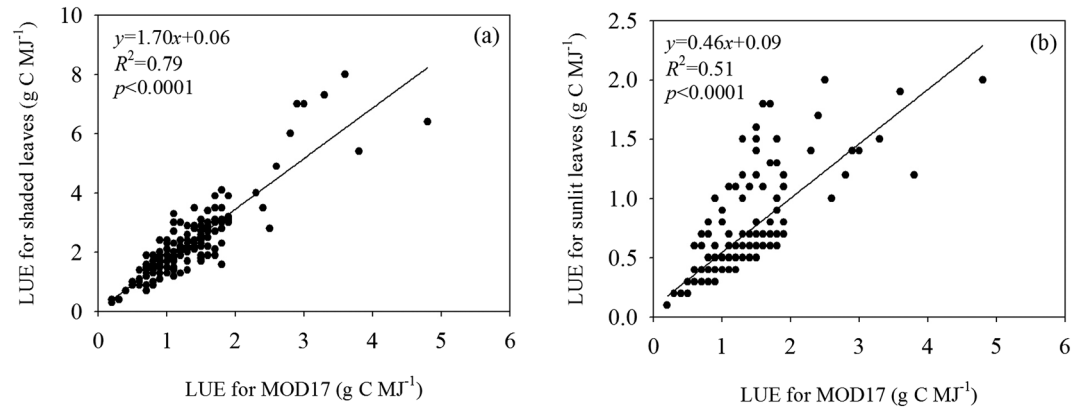 (a)
y=1.70x+0.06
R²=0.79
p<0.0001
10
8
6
4
2
0
LUE for shaded leaves (g C MJ⁻¹)
0 1 2 3 4 5 6
LUE for MOD17 (g C MJ⁻¹)
(b)
y=0.46x+0.09
R²=0.51
p<0.0001
2.5
2.0
1.5
1.0
0.5
0.0
LUE for sunlit leaves (g C MJ⁻¹)
0 1 2 3 4 5 6
LUE for MOD17 (g C MJ⁻¹)